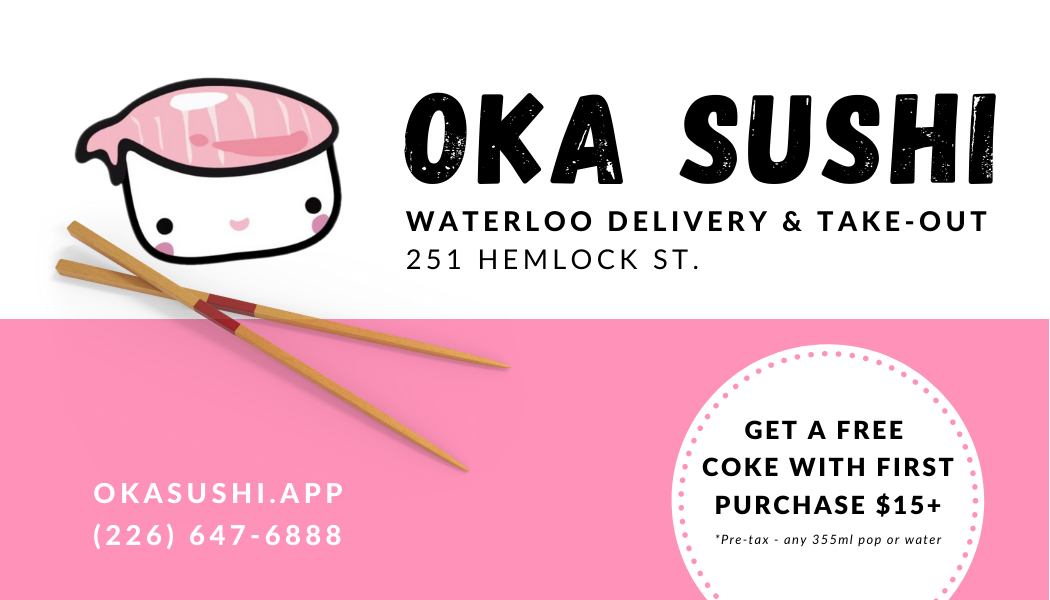 OKA SUSHI
WATERLOO DELIVERY & TAKE-OUT
251 HEMLOCK ST.
OKASUSHI.APP
(226) 647-6888
GET A FREE
COKE WITH FIRST
PURCHASE $15+
*Pre-tax - any 355ml pop or water